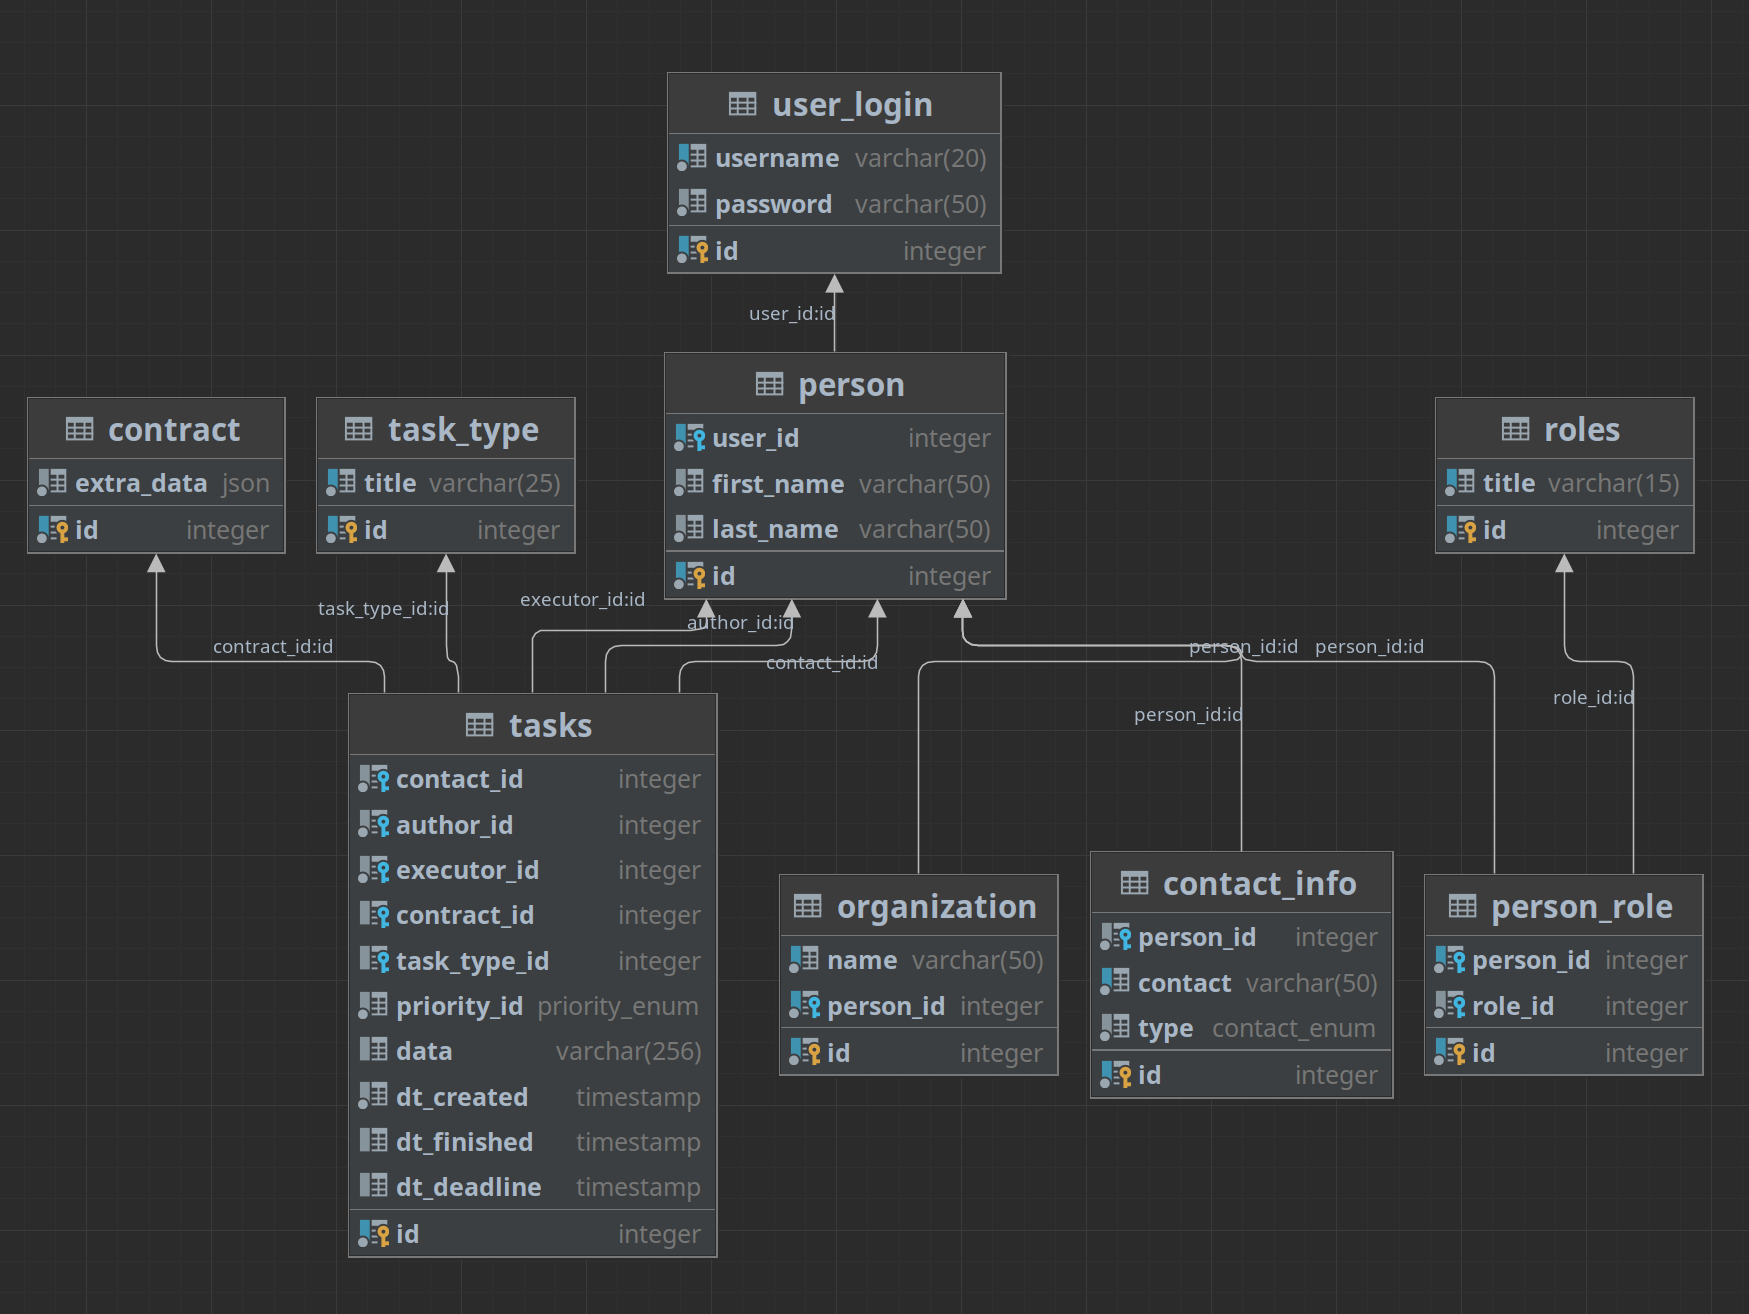 user_login
username varchar(20)
password varchar(50)
id integer
user_id:id
person
user_id integer
first_name varchar(50)
last_name varchar(50)
id integer
contract
extra_data json
id integer
task_type
title varchar(25)
id integer
roles
title varchar(15)
id integer
executor_id:id
task_type_id:id
author_id:id
contract_id:id
contact_id:id
person_id:id
person_id:id
person_id:id
role_id:id
tasks
contact_id integer
author_id integer
executor_id integer
contract_id integer
task_type_id integer
priority_id priority_enum
data varchar(256)
dt_created timestamp
dt_finished timestamp
dt_deadline timestamp
id integer
organization
name varchar(50)
person_id integer
id integer
contact_info
person_id integer
contact varchar(50)
type contact_enum
id integer
person_role
person_id integer
role_id integer
id integer